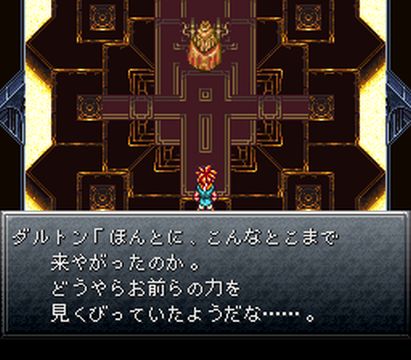 ダルトン「ほんとに、こんなとこまで
来やがったのか。
どうやらお前らの力を
見くびっていたようだな……。